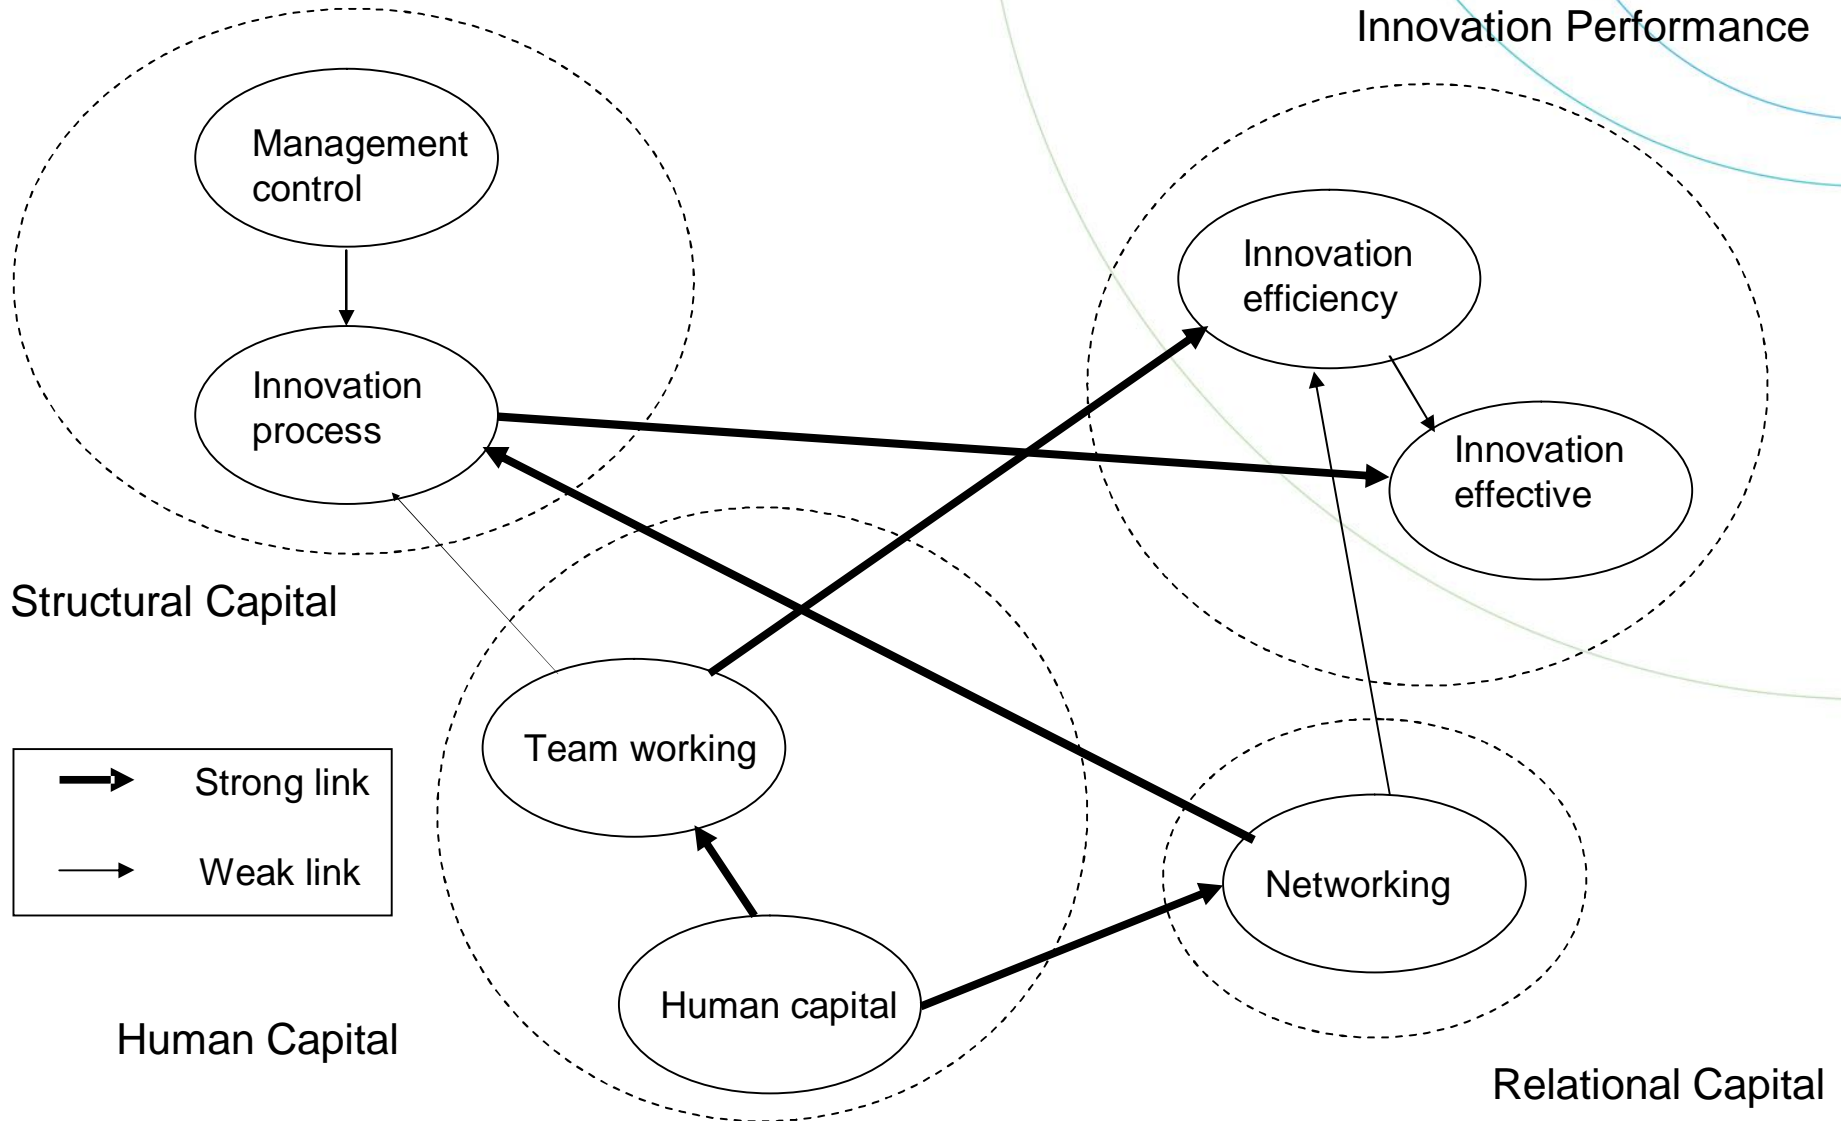 Innovation Performance
Management
control
Innovation
efficiency
Innovation
process
Innovation
effective
Structural Capital
Team working
Strong link
Weak link
Networking
Human capital
Human Capital
Relational Capital